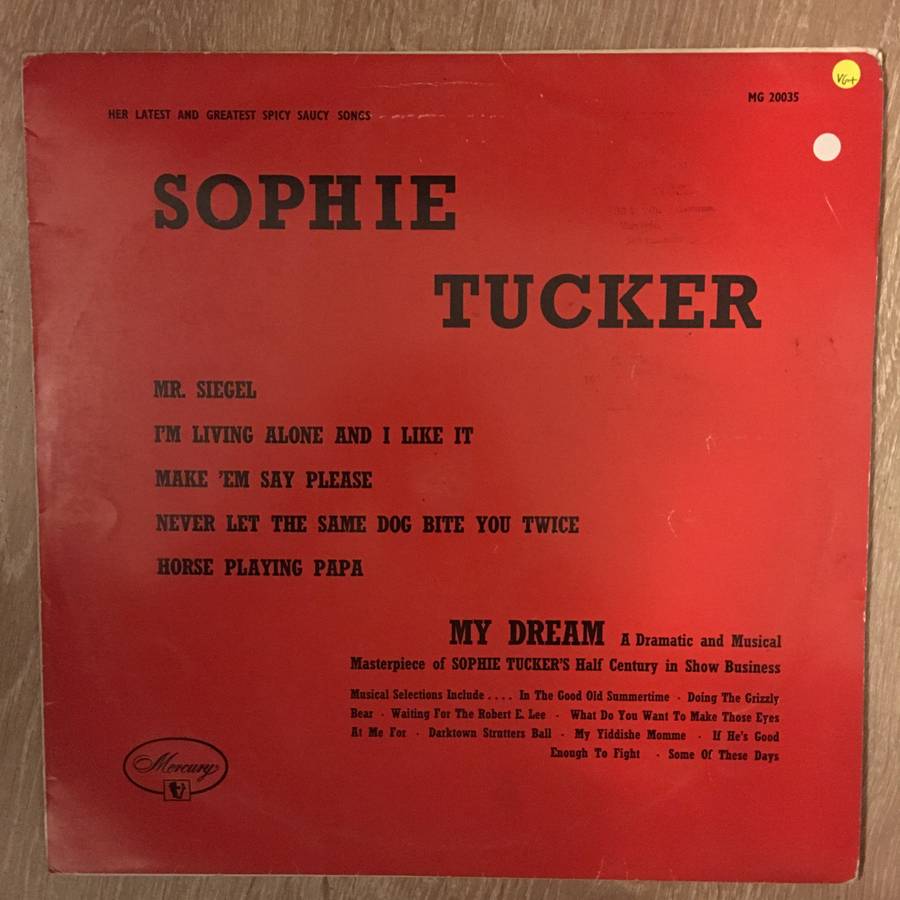 VG+
MG 20035
HER LATEST AND GREATEST SPICY SAUCY SONGS
SOPHIE
TUCKER
MR. SIEGEL
I'M LIVING ALONE AND I LIKE IT
MAKE 'EM SAY PLEASE
NEVER LET THE SAME DOG BITE YOU TWICE
HORSE PLAYING PAPA
MY DREAM A Dramatic and Musical
Masterpiece of SOPHIE TUCKER'S Half Century in Show Business
Musical Selections Include . . . . In The Good Old Summertime - Doing The Grizzly
Bear - Waiting For The Robert E. Lee - What Do You Want To Make Those Eyes
At Me For - Darktown Strutters Ball - My Yiddishe Momme - If He's Good
Enough To Fight - Some Of These Days
Mercury